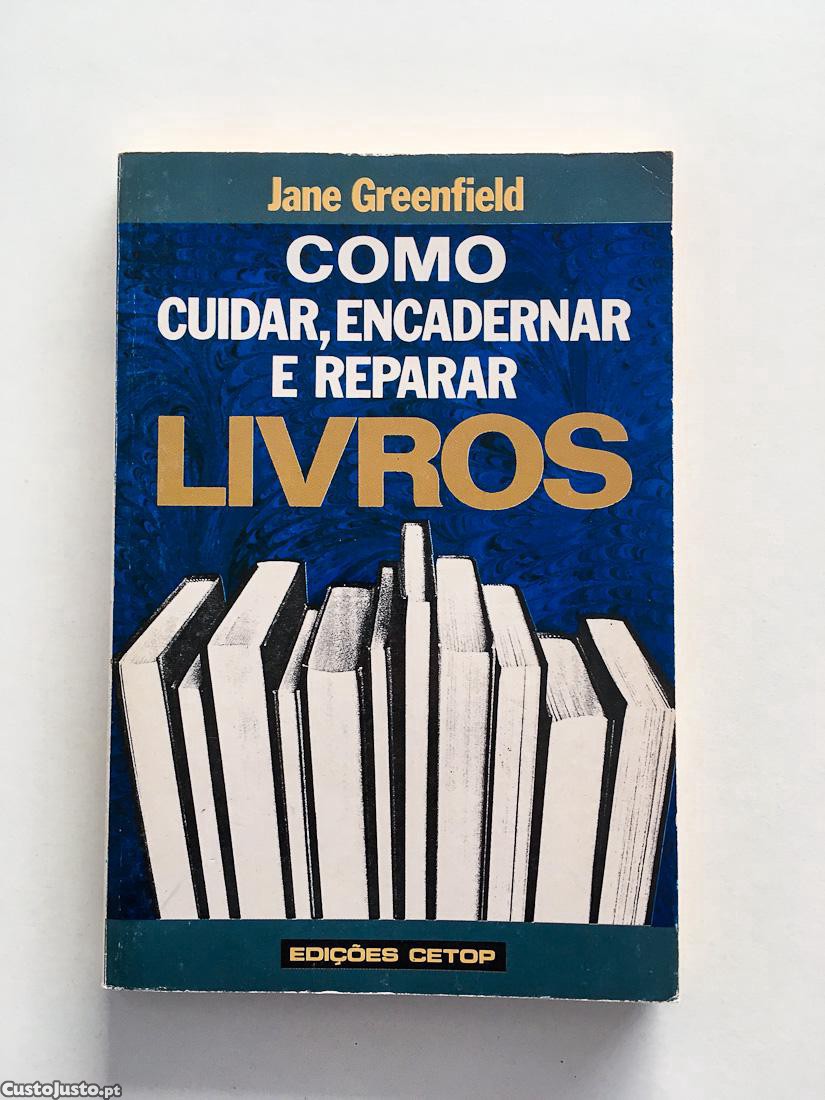 Jane Greenfield
COMO
CUIDAR, ENCADERNAR
E REPARAR
LIVROS
EDIÇÕES CETOP
CustoJusto.pt